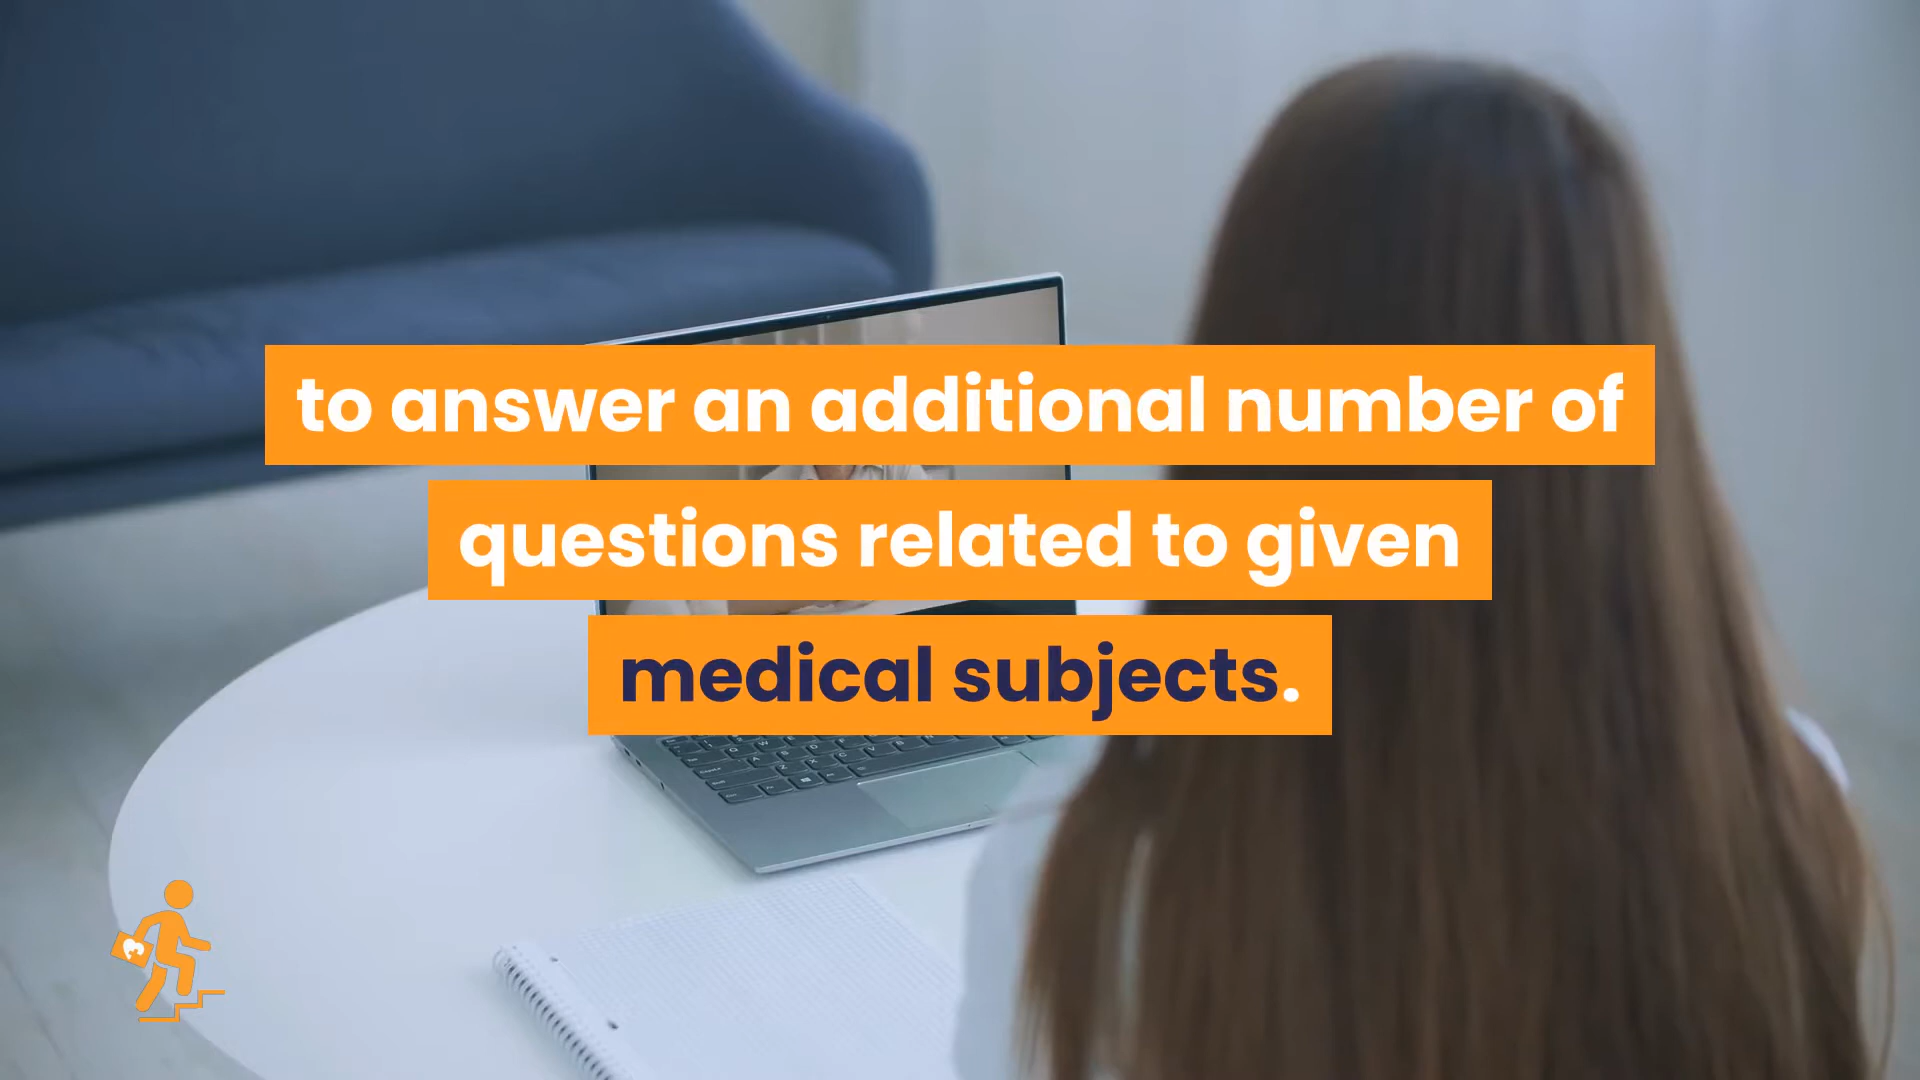 to answer an additional number of
questions related to given
medical subjects.